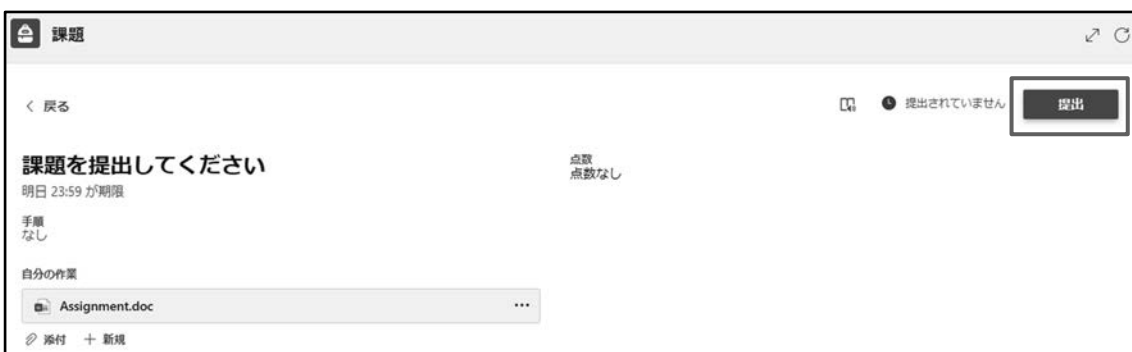 課題
戻る
提出されていません
提出
課題を提出してください
明日 23:59 が期限
点数
点数なし
手順
なし
自分の作業
Assignment.doc
添付 新規